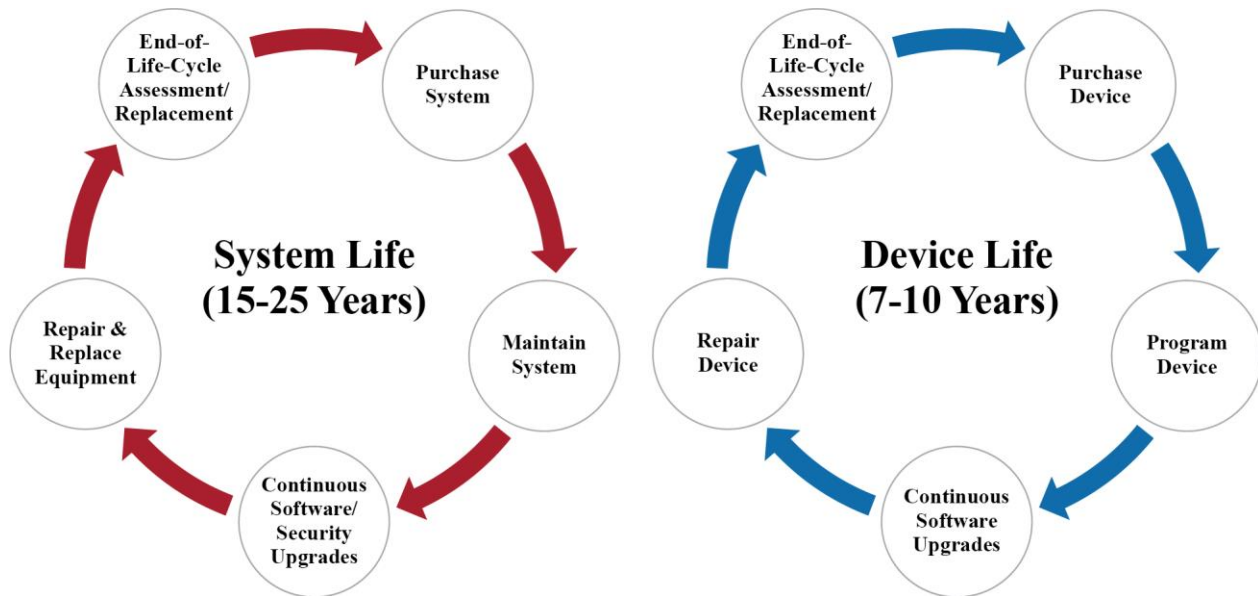 End-of-
Life-Cycle
Assessment/
Replacement
Purchase
System
System Life
(15-25 Years)
Maintain
System
Continuous
Software/
Security
Upgrades
Repair &
Replace
Equipment
End-of-
Life-Cycle
Assessment/
Replacement
Purchase
Device
Device Life
(7-10 Years)
Program
Device
Continuous
Software
Upgrades
Repair
Device